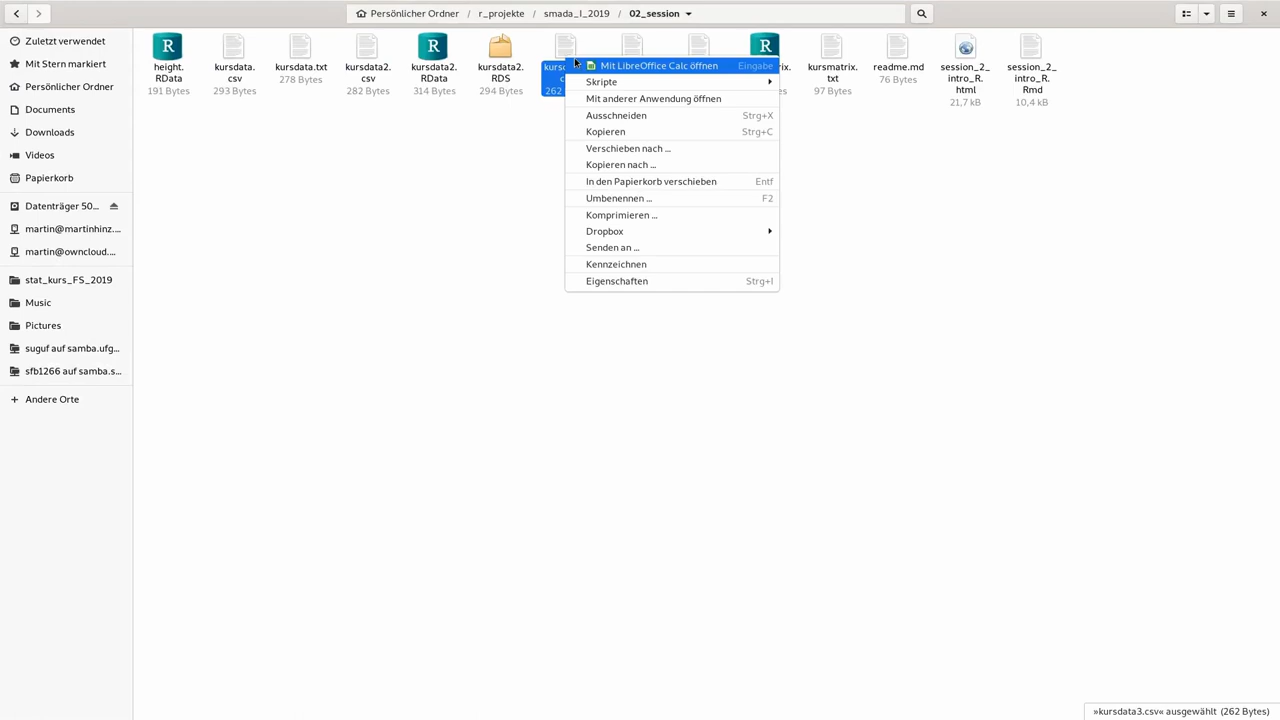 Persönlicher Ordner / r_projekte / smada_I_2019 / 02_session
Zuletzt verwendet
Mit Stern markiert
Persönlicher Ordner
Documents
Downloads
Videos
Papierkorb
Datenträger 50...
martin@martinhinz....
martin@owncloud....
stat_kurs_FS_2019
Music
Pictures
suguf auf samba.ufg...
sfb1266 auf samba.s...
Andere Orte
height.
RData
191 Bytes
kursdata.
csv
293 Bytes
kursdata.txt
278 Bytes
kursdata2.
csv
282 Bytes
kursdata2.
RData
314 Bytes
kursdata2.
RDS
294 Bytes
262
kursmatrix.
txt
97 Bytes
readme.md
76 Bytes
session_2_
intro_R.
html
21,7 kB
session_2_
intro_R.
Rmd
10,4 kB
Mit LibreOffice Calc öffnen Eingabe
Skripte
Mit anderer Anwendung öffnen
Ausschneiden Strg+X
Kopieren Strg+C
Verschieben nach ...
Kopieren nach ...
In den Papierkorb verschieben Entf
Umbenennen ... F2
Komprimieren ...
Dropbox
Senden an ...
Kennzeichnen
Eigenschaften Strg+I
»kursdata3.csv« ausgewählt (262 Bytes)